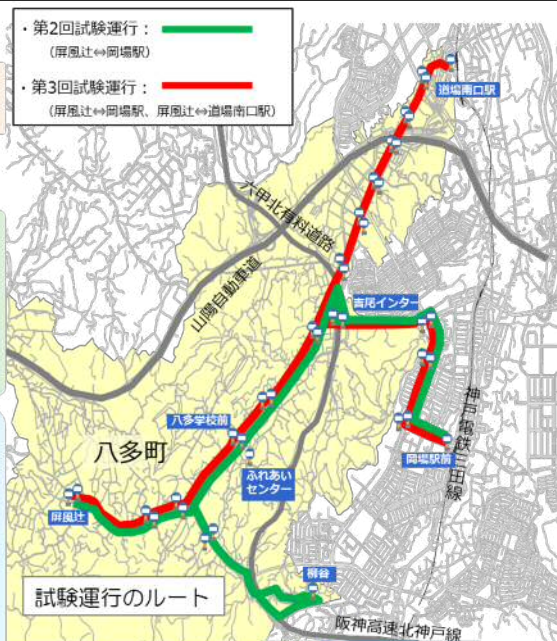 ・第2回試験運行：
（屏風辻⇔岡場駅）
・第3回試験運行：
（屏風辻⇔岡場駅、屏風辻⇔道場南口駅）
道場南口駅
六甲北有料道路
山陽自動車道
吉尾インター
神戸電鉄三田線
八多学校前
岡場駅前
八多町
ふれあい
センター
屏風辻
柳谷
試験運行のルート
阪神高速北神戸線